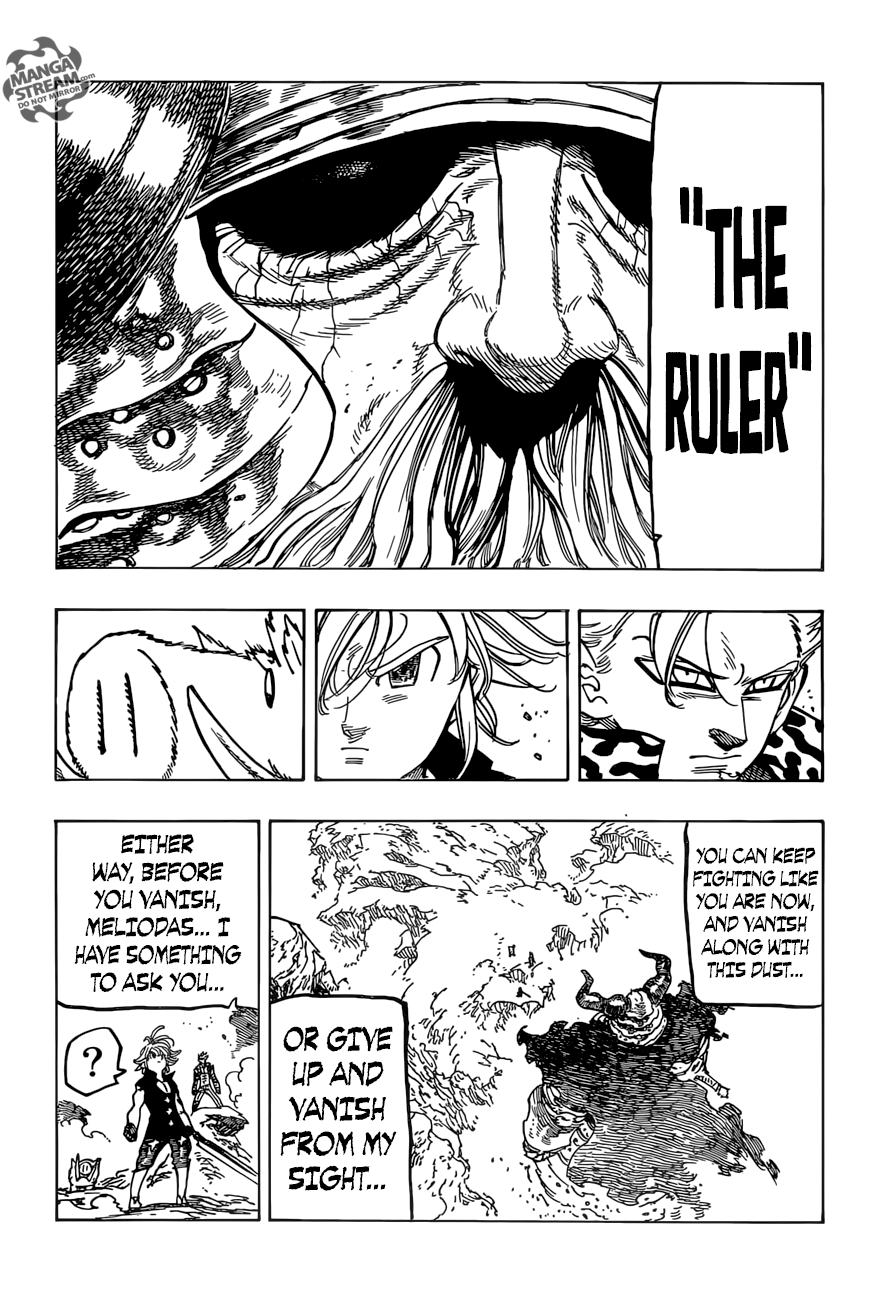 MANGA
STREAM.com
DO NOT MIRROR
"THE
RULER"
YOU CAN KEEP
FIGHTING LIKE
YOU ARE NOW,
AND VANISH
ALONG WITH
THIS DUST...
OR GIVE
UP AND
VANISH
FROM MY
SIGHT...
EITHER
WAY, BEFORE
YOU VANISH,
MELIODAS... I
HAVE SOMETHING
TO ASK YOU...
?